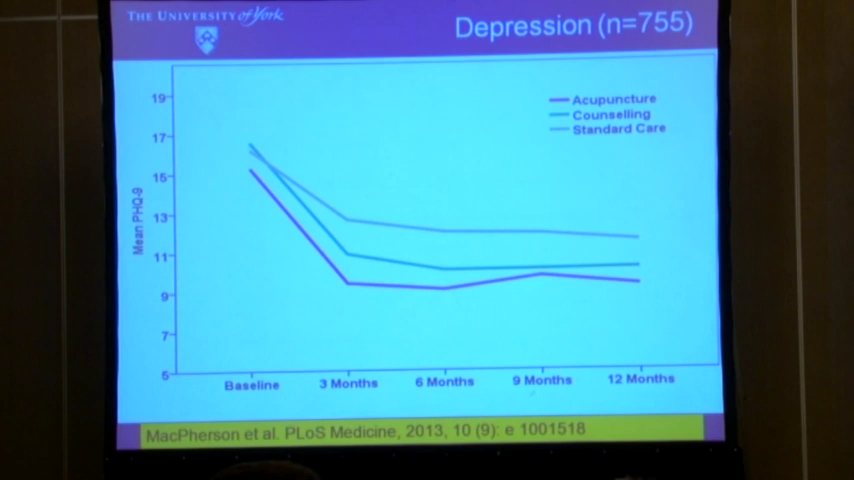 THE UNIVERSITY of York
Depression (n=755)
19
17
15
13
11
9
7
5
Mean PHQ-9
Acupuncture
Counselling
Standard Care
Baseline
3 Months
6 Months
9 Months
12 Months
MacPherson et al. PLoS Medicine, 2013, 10 (9): e 1001518